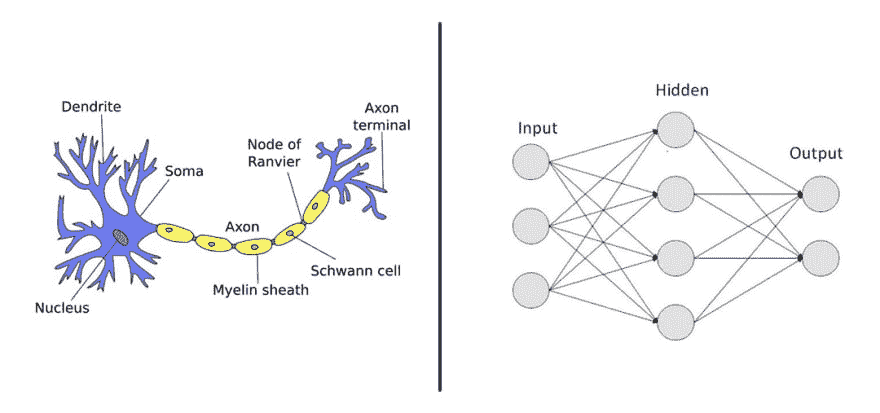 Dendrite
Soma
Nucleus
Axon
Myelin sheath
Schwann cell
Node of
Ranvier
Axon
terminal
Input
Hidden
Output